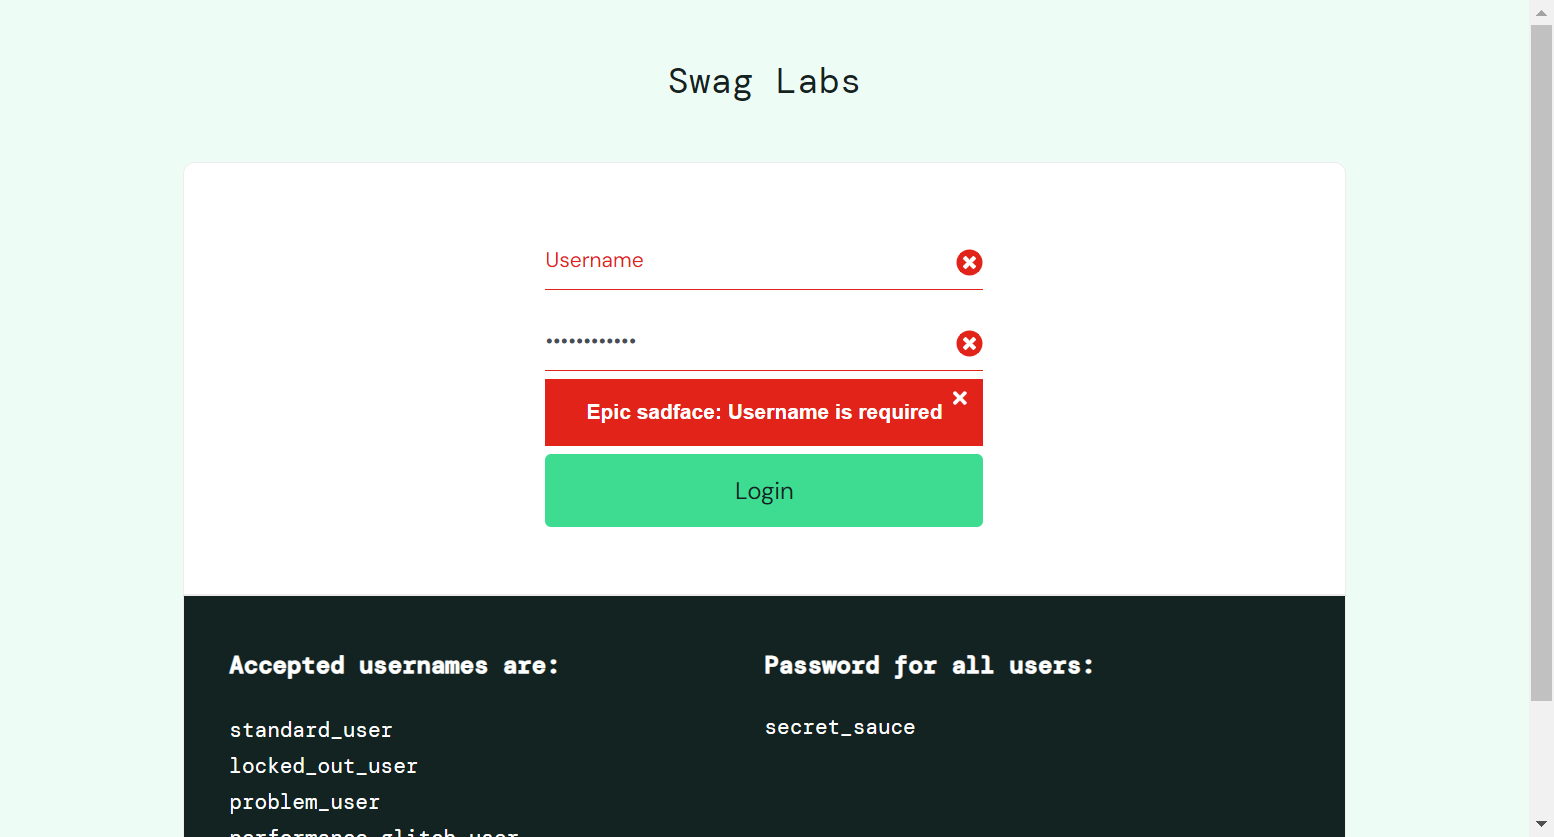 Swag Labs
Username
••••••••••••
Epic sadface: Username is required
Login
Accepted usernames are:
standard_user
locked_out_user
problem_user
performance_glitch_user
Password for all users:
secret_sauce